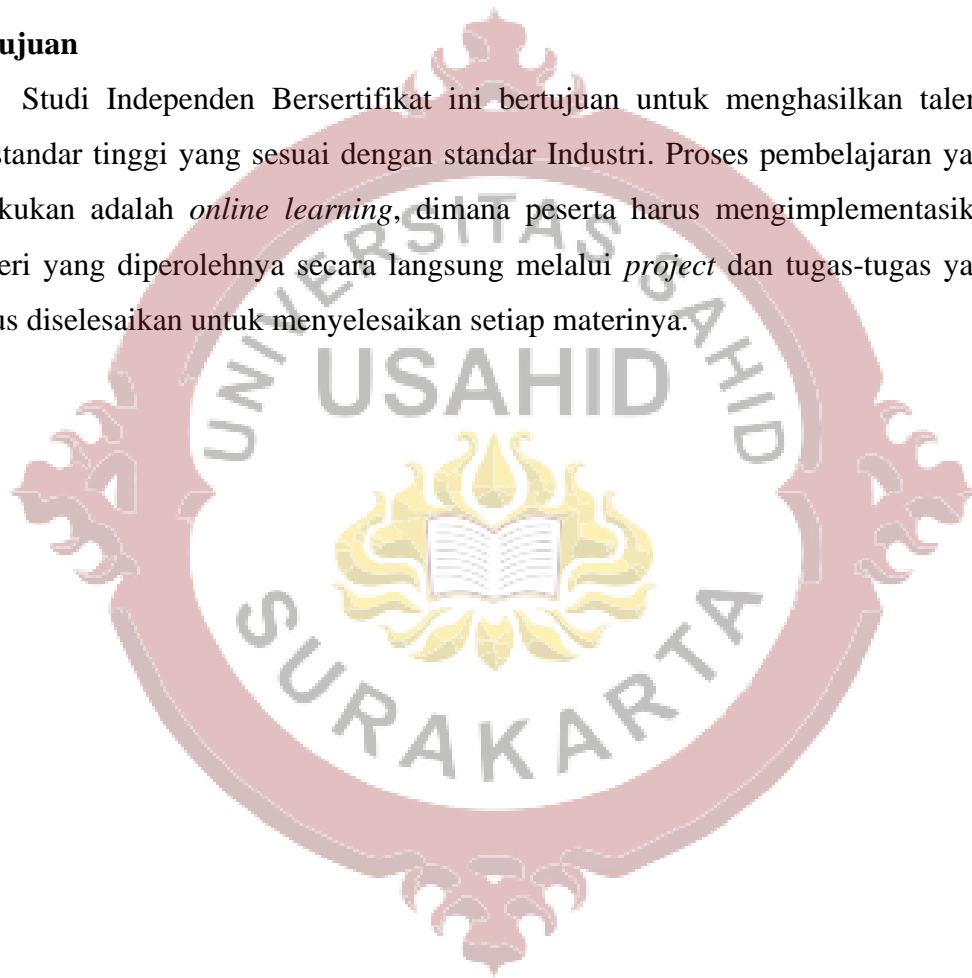 ujuan
Studi Independen Bersertifikat ini bertujuan untuk menghasilkan talen
standar tinggi yang sesuai dengan standar Industri. Proses pembelajaran ya
kukan adalah online learning, dimana peserta harus mengimplementasik
eri yang diperolehnya secara langsung melalui project dan tugas-tugas ya
us diselesaikan untuk menyelesaikan setiap materinya.
UNIVERSITAS SAHID
USAHID
SURAKARTA